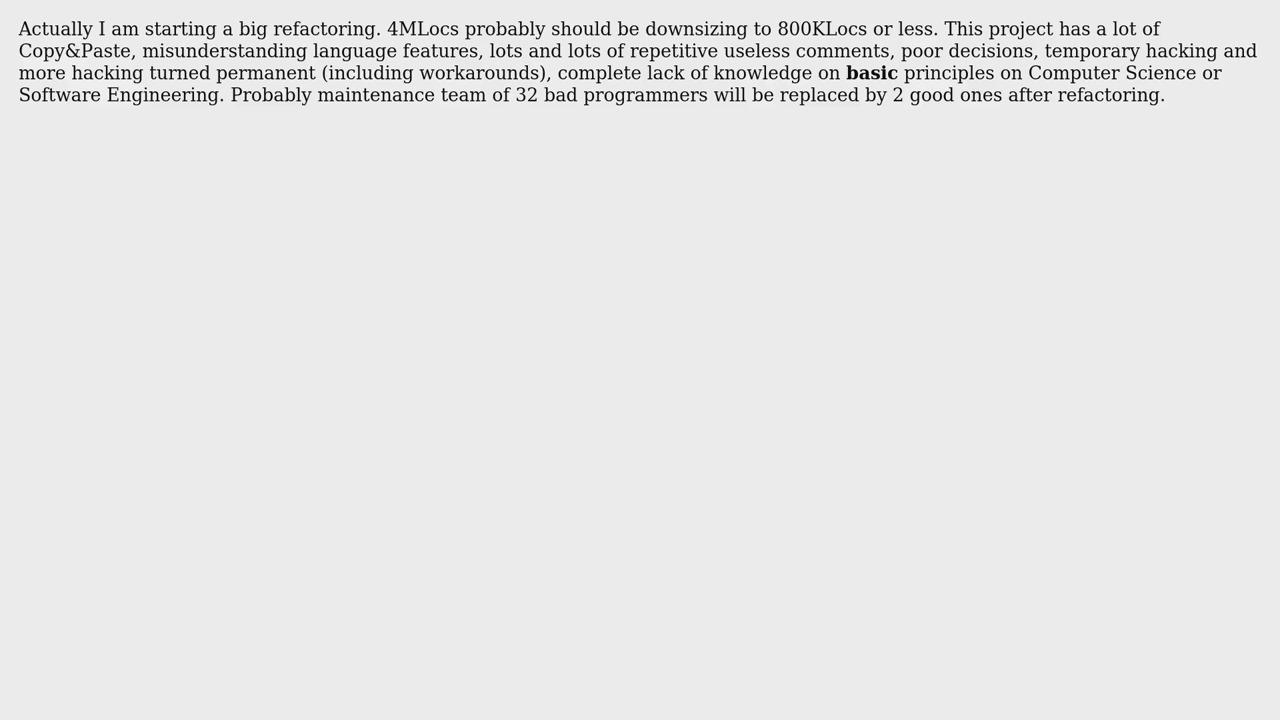 Actually I am starting a big refactoring. 4MLocs probably should be downsizing to 800KLocs or less. This project has a lot of
Copy&Paste, misunderstanding language features, lots and lots of repetitive useless comments, poor decisions, temporary hacking and
more hacking turned permanent (including workarounds), complete lack of knowledge on basic principles on Computer Science or
Software Engineering. Probably maintenance team of 32 bad programmers will be replaced by 2 good ones after refactoring.